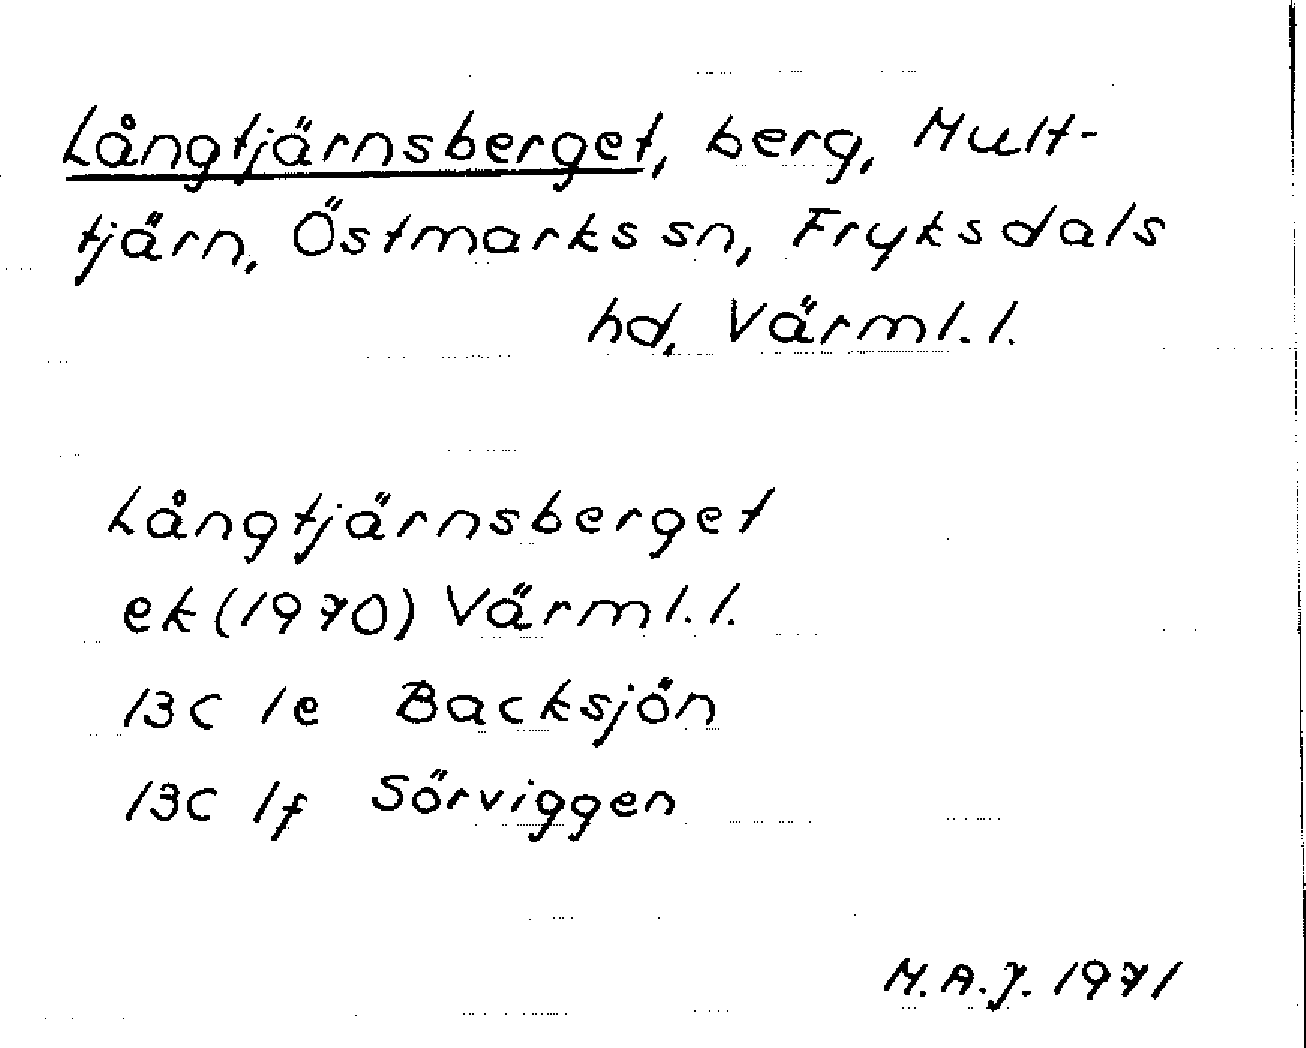 Långtjärnsberget, berg, Mult-
tjärn, Östmarks sn, Fryksdals
hd, Värml. l.
Långtjärnsberget
ek (1970) Värml. l.
13C 1e Backsjön
13C 1f Sörviggen
M.A.J. 1971